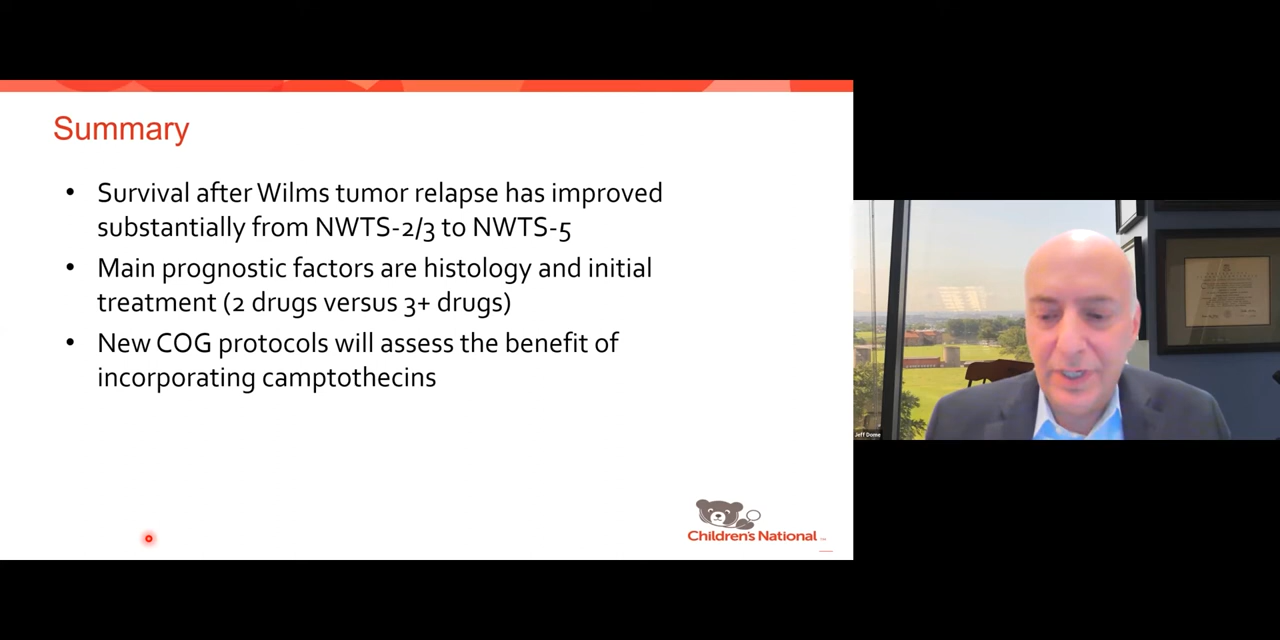 Summary
• Survival after Wilms tumor relapse has improved
substantially from NWTS-2/3 to NWTS-5
• Main prognostic factors are histology and initial
treatment (2 drugs versus 3+ drugs)
• New COG protocols will assess the benefit of
incorporating camptothecins
Children's National
Jeff Dome